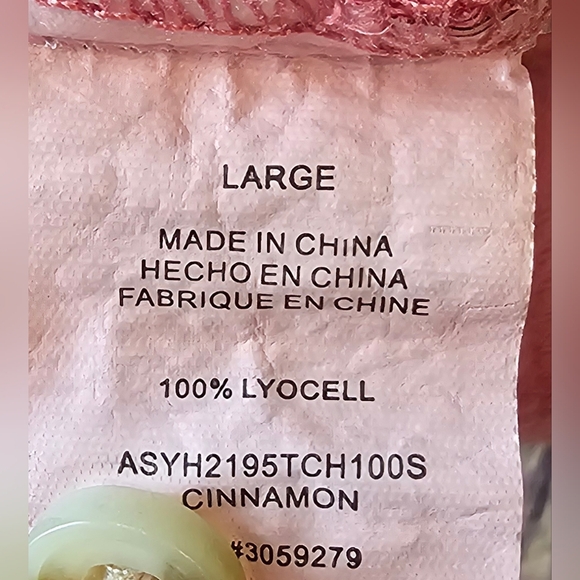 LARGE
MADE IN CHINA
HECHO EN CHINA
FABRIQUE EN CHINE
100% LYOCELL
ASYH2195TCH100S
CINNAMON
#3059279